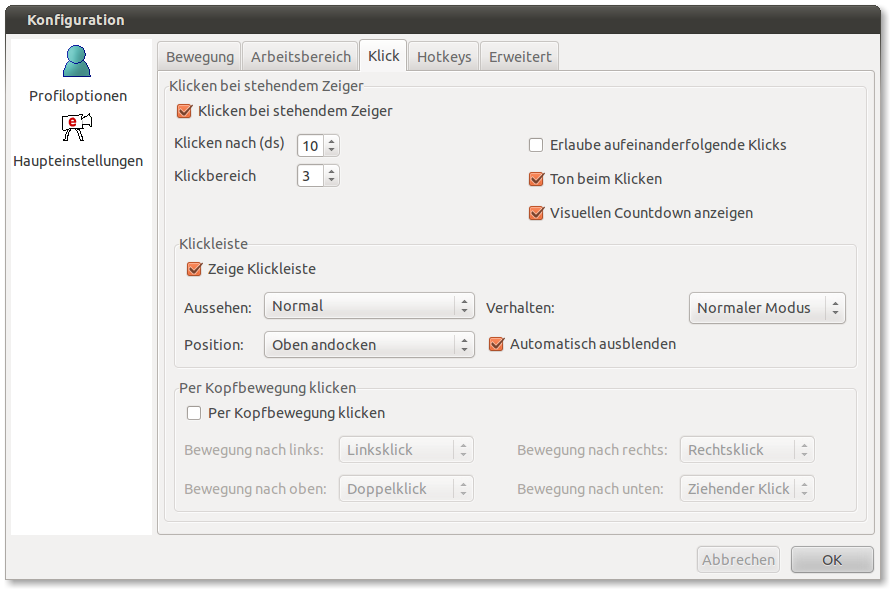 Konfiguration
Profiloptionen
e
Haupteinstellungen
Bewegung Arbeitsbereich Klick Hotkeys Erweitert
Klicken bei stehendem Zeiger
Klicken bei stehendem Zeiger
Klicken nach (ds) 10 Erlaube aufeinanderfolgende Klicks
Klickbereich 3 Ton beim Klicken
Visuellen Countdown anzeigen
Klickleiste
Zeige Klickleiste
Aussehen: Normal Verhalten: Normaler Modus
Position: Oben andocken Automatisch ausblenden
Per Kopfbewegung klicken
Per Kopfbewegung klicken
Bewegung nach links: Linksklick Bewegung nach rechts: Rechtsklick
Bewegung nach oben: Doppelklick Bewegung nach unten: Ziehender Klick
Abbrechen OK